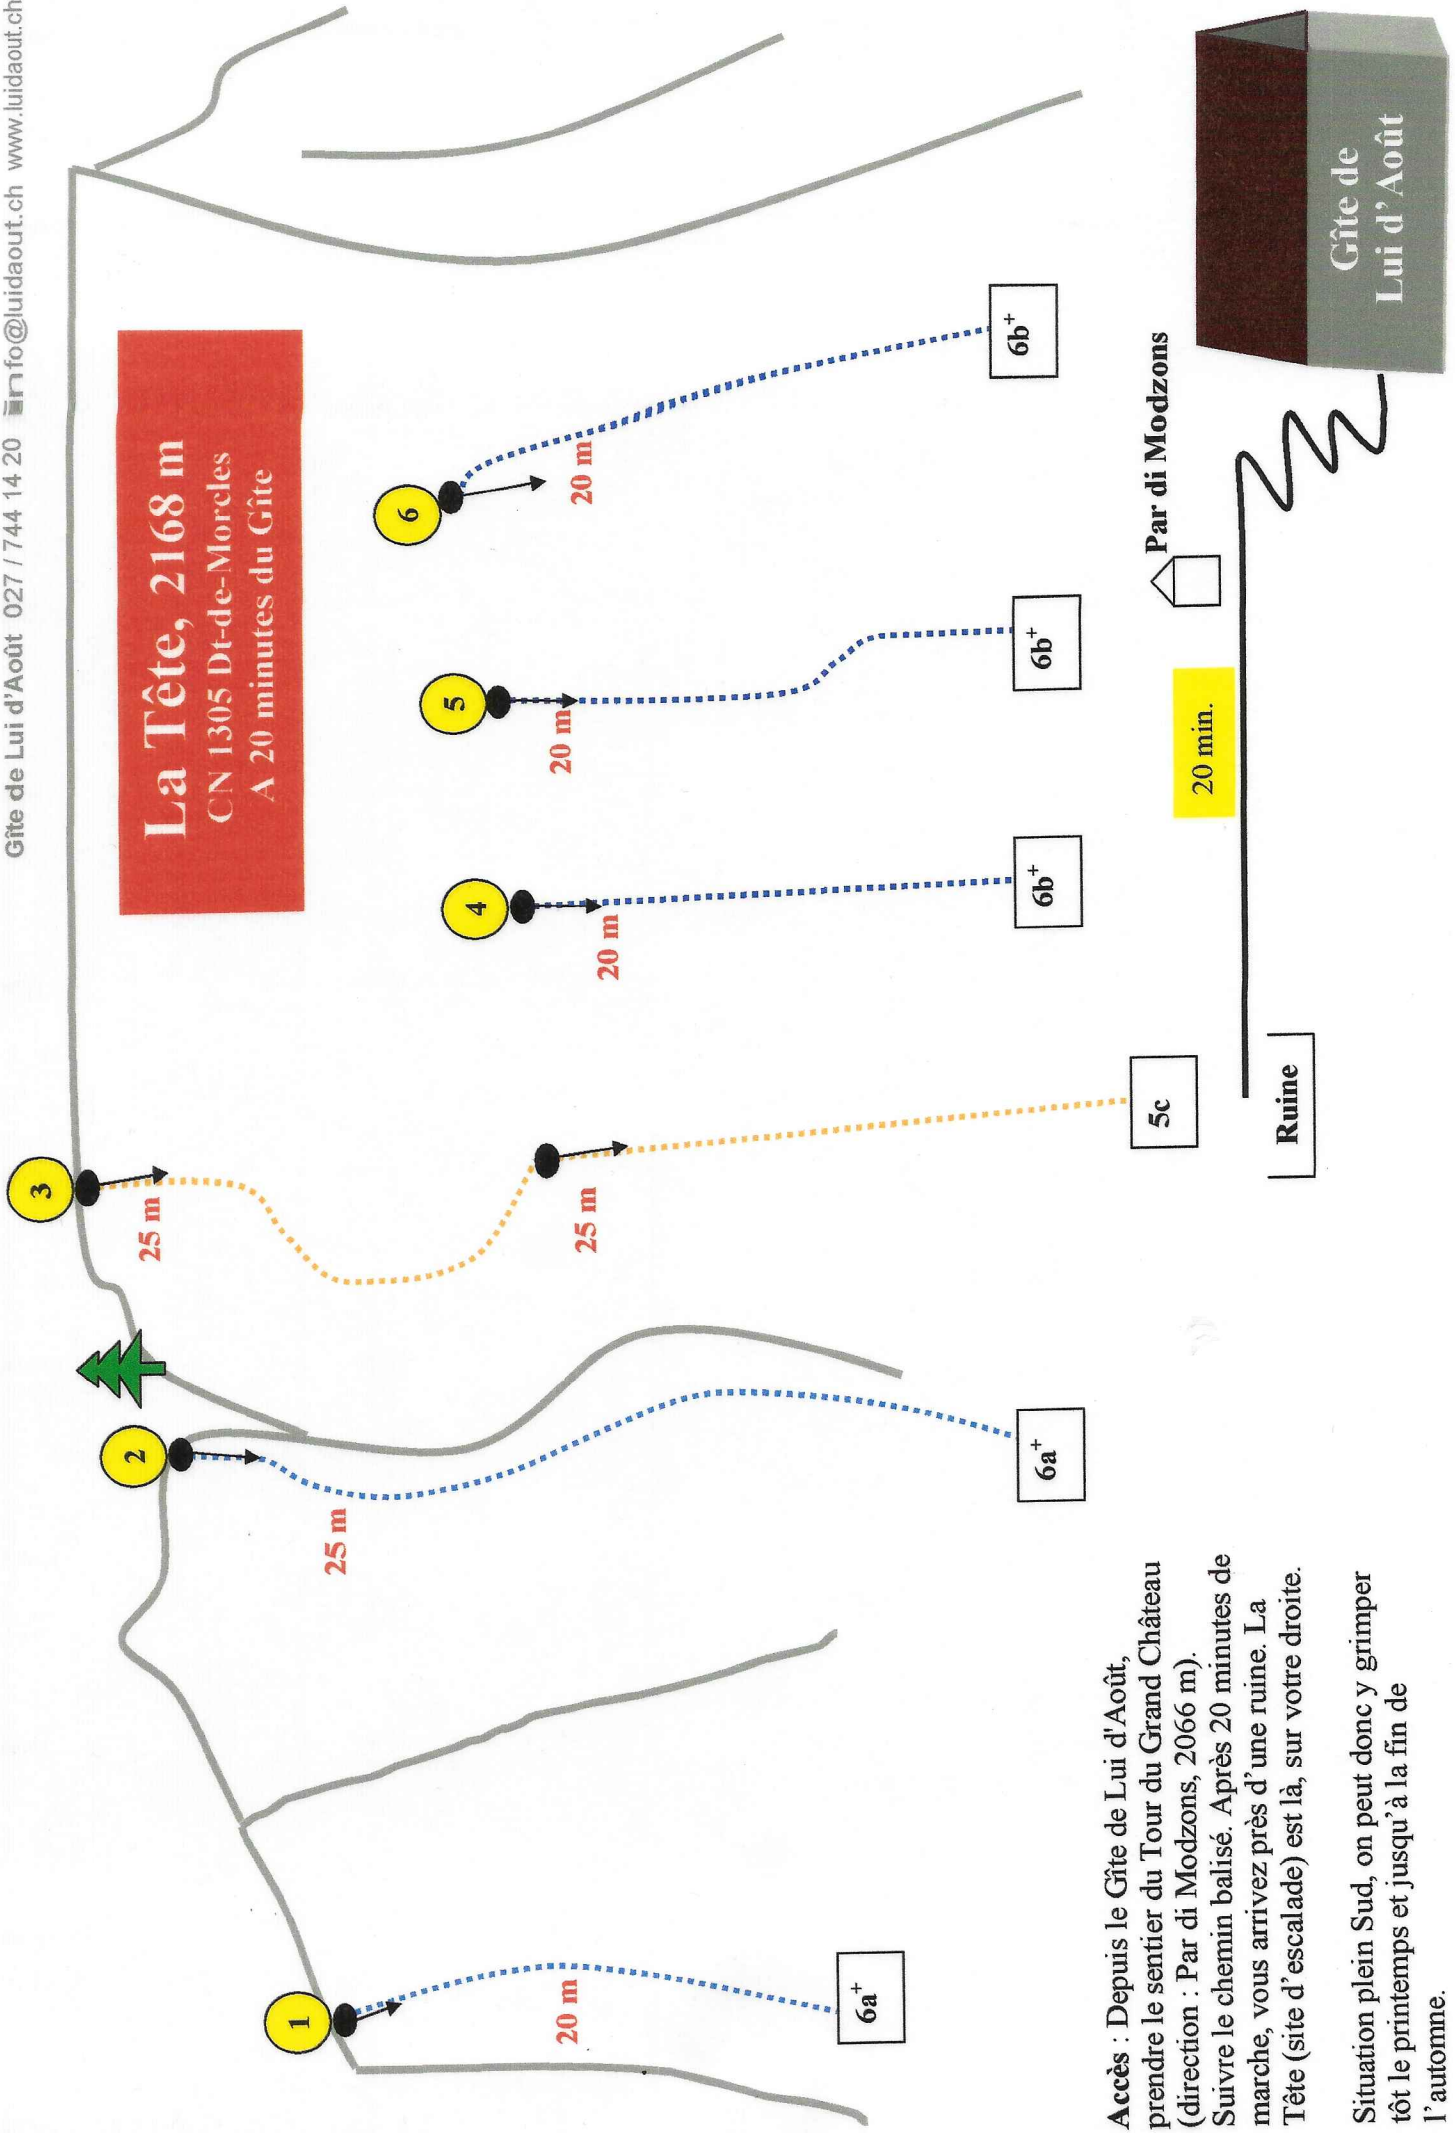 Gîte de Lui d'Août 027 / 744 14 20 info@luidaout.ch www.luidaout.ch
La Tête, 2168 m
CN 1305 Dt-de-Morcles
A 20 minutes du Gîte
1
20 m
6a+
2
25 m
6a+
3
25 m
25 m
5c
4
20 m
6b+
5
20 m
6b+
6
20 m
6b+
Par di Modzons
20 min.
Ruine
Gîte de
Lui d'Août
Accès : Depuis le Gîte de Lui d'Août,
prendre le sentier du Tour du Grand Château
(direction : Par di Modzons, 2066 m).
Suivre le chemin balisé. Après 20 minutes de
marche, vous arrivez près d'une ruine. La
Tête (site d'escalade) est là, sur votre droite.
Situation plein Sud, on peut donc y grimper
tôt le printemps et jusqu'à la fin de
l'automne.